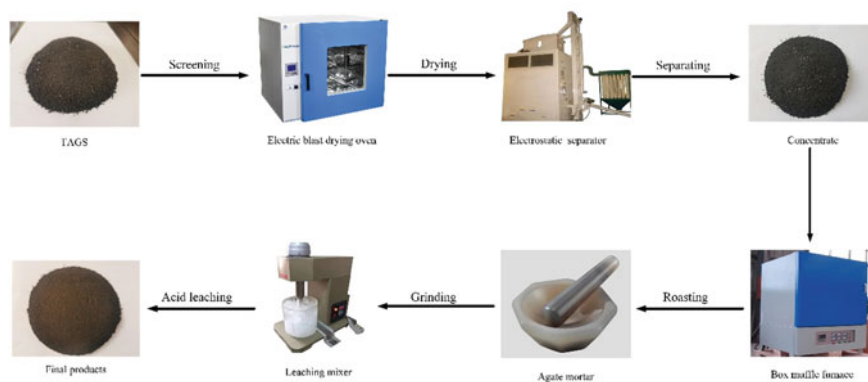 Screening
Drying
Separating
TAGS
Electric blast drying oven
Electrostatic separator
Concentrate
Acid leaching
Grinding
Roasting
Final products
Leaching mixer
Agate mortar
Box muffle furnace